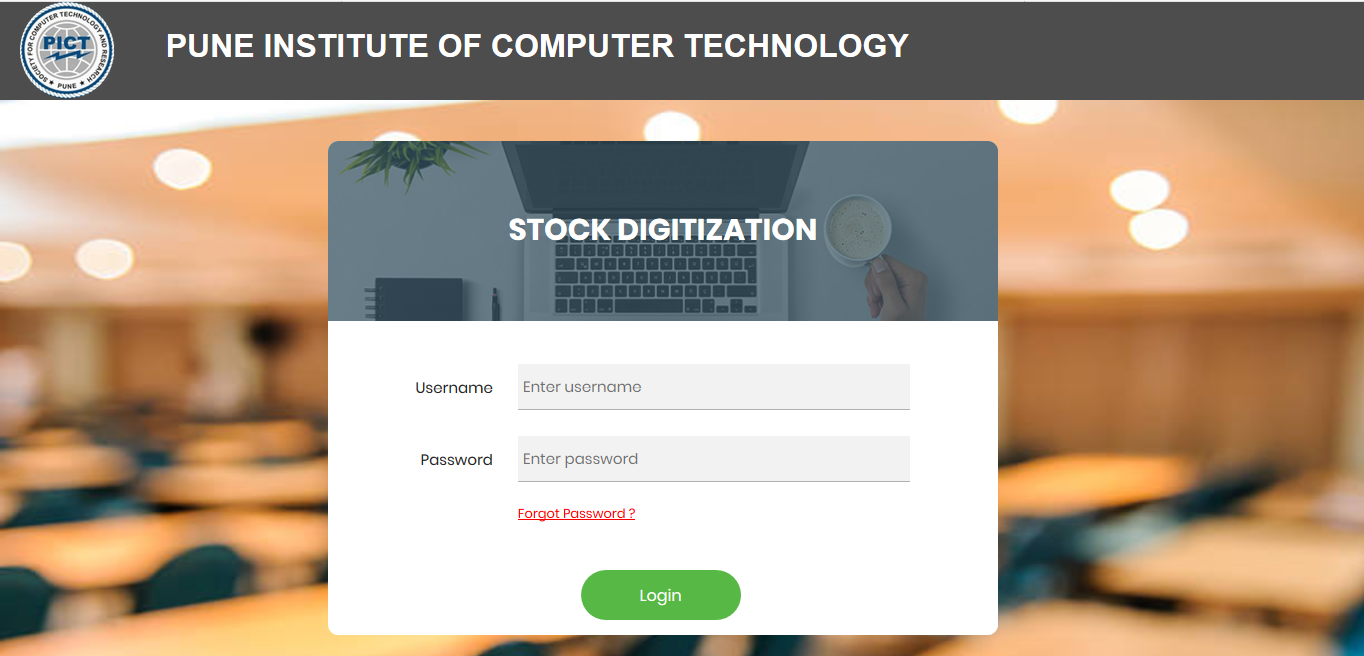 SOCIETY FOR COMPUTER TECHNOLOGY AND RESEARCH
PICT
★ PUNE ★
PUNE INSTITUTE OF COMPUTER TECHNOLOGY
STOCK DIGITIZATION
Username
Enter username
Password
Enter password
Forgot Password ?
Login